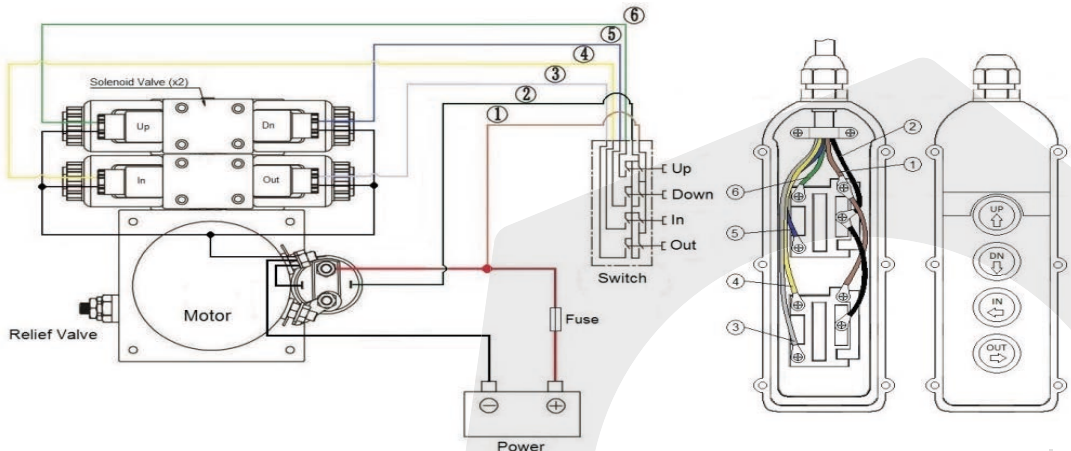 ⑥
⑤
④
③
②
①
Solenoid Valve (x2)
Up
Dn
In
Out
Up
Down
In
Out
Switch
Motor
Relief Valve
Fuse
Power
②
①
⑥
⑤
④
③
UP
DN
IN
OUT